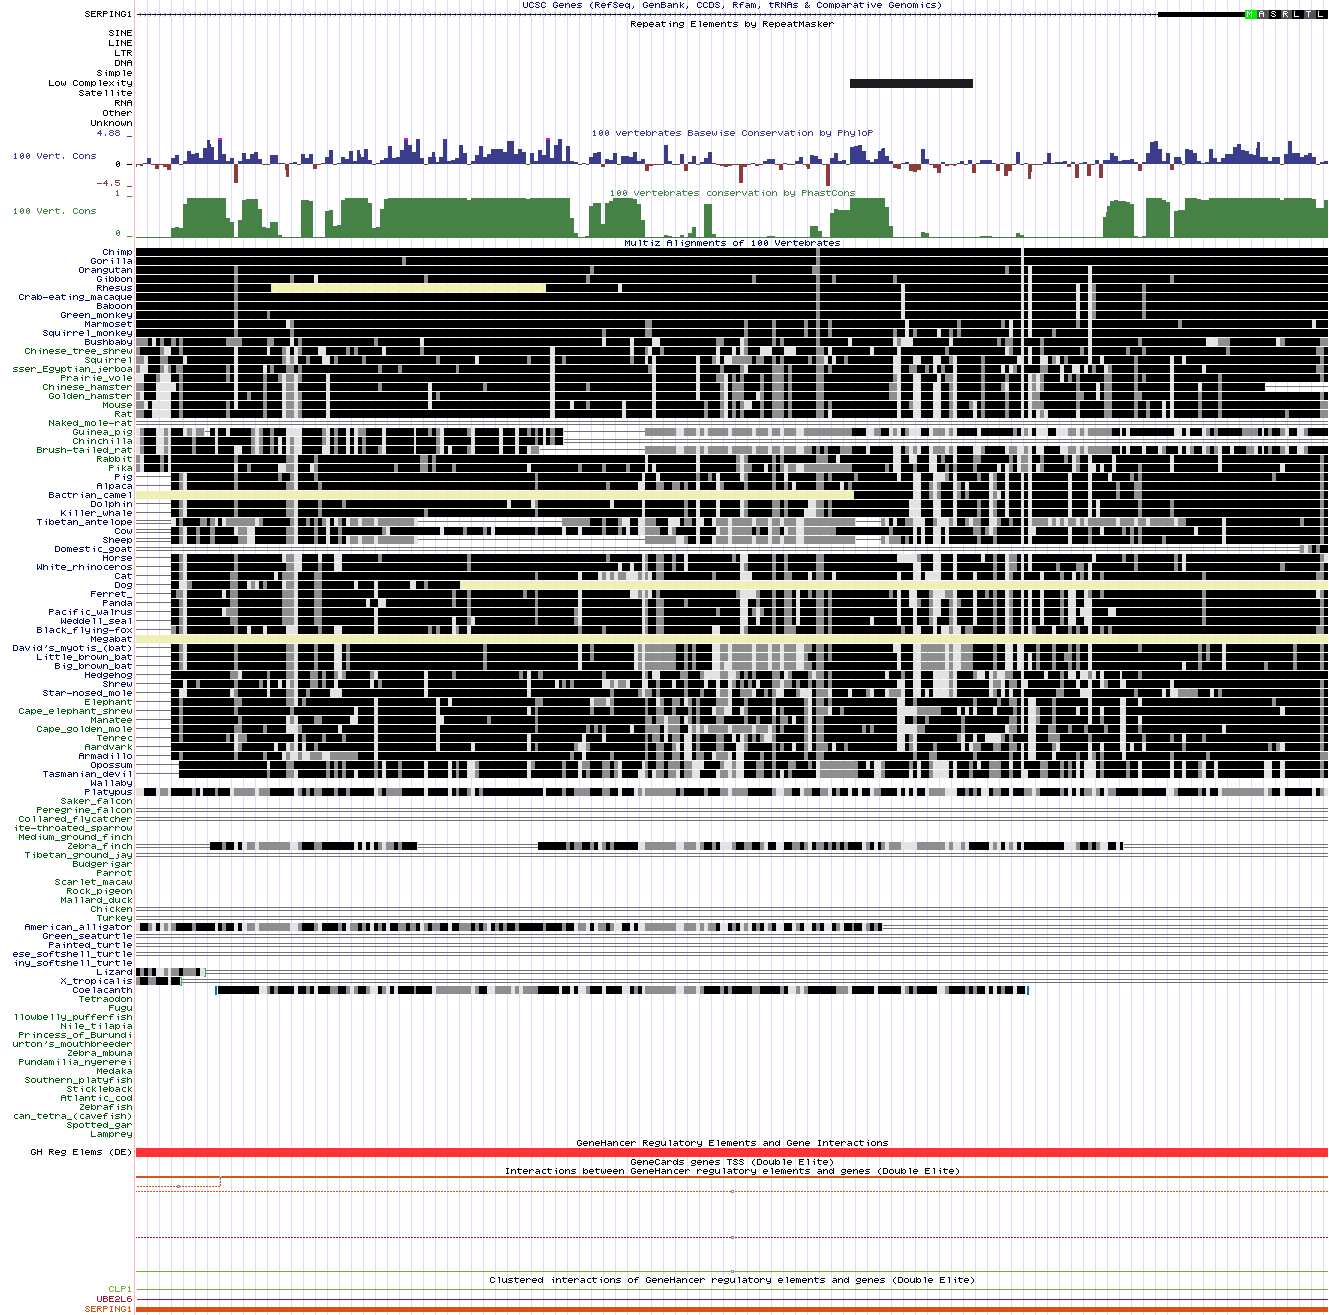 UCSC Genes (RefSeq, GenBank, CCDS, Rfam, tRNAs & Comparative Genomics)
SERPING1 M A S R L T L
Repeating Elements by RepeatMasker
SINE
LINE
LTR
DNA
Simple
Low Complexity
Satellite
RNA
Other
Unknown
4.88 _ 100 vertebrates Basewise Conservation by PhyloP
100 Vert. Cons
0 _
-4.5 _
1 _ 100 vertebrates conservation by PhastCons
100 Vert. Cons
0 _
Multiz Alignments of 100 Vertebrates
Chimp
Gorilla
Orangutan
Gibbon
Rhesus
Crab-eating_macaque
Baboon
Green_monkey
Marmoset
Squirrel_monkey
Bushbaby
Chinese_tree_shrew
Squirrel
sser_Egyptian_jerboa
Prairie_vole
Chinese_hamster
Golden_hamster
Mouse
Rat
Naked_mole-rat
Guinea_pig
Chinchilla
Brush-tailed_rat
Rabbit
Pika
Pig
Alpaca
Bactrian_camel
Dolphin
Killer_whale
Tibetan_antelope
Cow
Sheep
Domestic_goat
Horse
White_rhinoceros
Cat
Dog
Ferret_
Panda
Pacific_walrus
Weddell_seal
Black_flying-fox
Megabat
David's_myotis_(bat)
Little_brown_bat
Big_brown_bat
Hedgehog
Shrew
Star-nosed_mole
Elephant
Cape_elephant_shrew
Manatee
Cape_golden_mole
Tenrec
Aardvark
Armadillo
Opossum
Tasmanian_devil
Wallaby
Platypus
Saker_falcon
Peregrine_falcon
Collared_flycatcher
ite-throated_sparrow
Medium_ground_finch
Zebra_finch
Tibetan_ground_jay
Budgerigar
Parrot
Scarlet_macaw
Rock_pigeon
Mallard_duck
Chicken
Turkey
American_alligator
Green_seaturtle
Painted_turtle
ese_softshell_turtle
iny_softshell_turtle
Lizard
X_tropicalis
Coelacanth
Tetraodon
Fugu
llowbelly_pufferfish
Nile_tilapia
Princess_of_Burundi
urton's_mouthbreeder
Zebra_mbuna
Pundamilia_nyererei
Medaka
Southern_platyfish
Stickleback
Atlantic_cod
Zebrafish
can_tetra_(cavefish)
Spotted_gar
Lamprey
GeneHancer Regulatory Elements and Gene Interactions
GH Reg Elems (DE)
GeneCards genes TSS (Double Elite)
Interactions between GeneHancer regulatory elements and genes (Double Elite)
Clustered interactions of GeneHancer regulatory elements and genes (Double Elite)
CLP1
UBE2L6
SERPING1